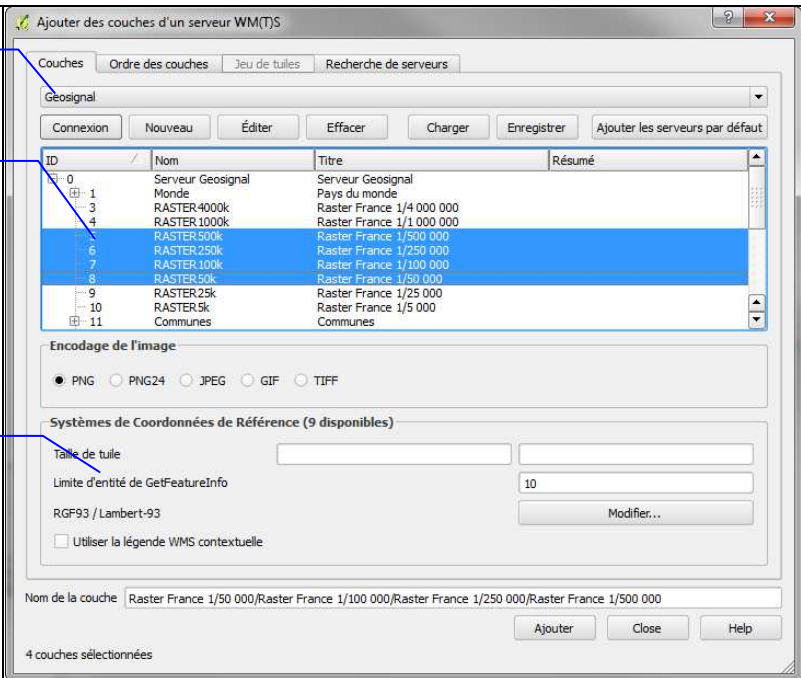 Ajouter des couches d'un serveur WM(T)S
Couches Ordre des couches Jeu de tuiles Recherche de serveurs
Geosignal
Connexion Nouveau Éditer Effacer Charger Enregistrer Ajouter les serveurs par défaut
ID Nom Titre Résumé
0 Serveur Geosignal Serveur Geosignal
1 Monde Pays du monde
3 RASTER4000k Raster France 1/4 000 000
4 RASTER1000k Raster France 1/1 000 000
5 RASTER500k Raster France 1/500 000
6 RASTER250k Raster France 1/250 000
7 RASTER100k Raster France 1/100 000
8 RASTER50k Raster France 1/50 000
9 RASTER25k Raster France 1/25 000
10 RASTER5k Raster France 1/5 000
11 Communes Communes
Encodage de l'image
PNG PNG24 JPEG GIF TIFF
Systèmes de Coordonnées de Référence (9 disponibles)
Taille de tuile
Limite d'entité de GetFeatureInfo 10
RGF93 / Lambert-93 Modifier...
Utiliser la légende WMS contextuelle
Nom de la couche Raster France 1/50 000/Raster France 1/100 000/Raster France 1/250 000/Raster France 1/500 000
Ajouter Close Help
4 couches sélectionnées